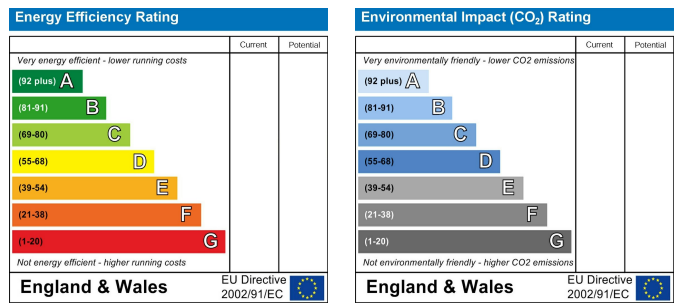 Energy Efficiency Rating
Current Potential
Very energy efficient - lower running costs
(92 plus) A
(81-91) B
(69-80) C
(55-68) D
(39-54) E
(21-38) F
(1-20) G
Not energy efficient - higher running costs
England & Wales
EU Directive
2002/91/EC
Environmental Impact (CO₂) Rating
Current Potential
Very environmentally friendly - lower CO2 emissions
(92 plus) A
(81-91) B
(69-80) C
(55-68) D
(39-54) E
(21-38) F
(1-20) G
Not environmentally friendly - higher CO2 emissions
England & Wales
EU Directive
2002/91/EC